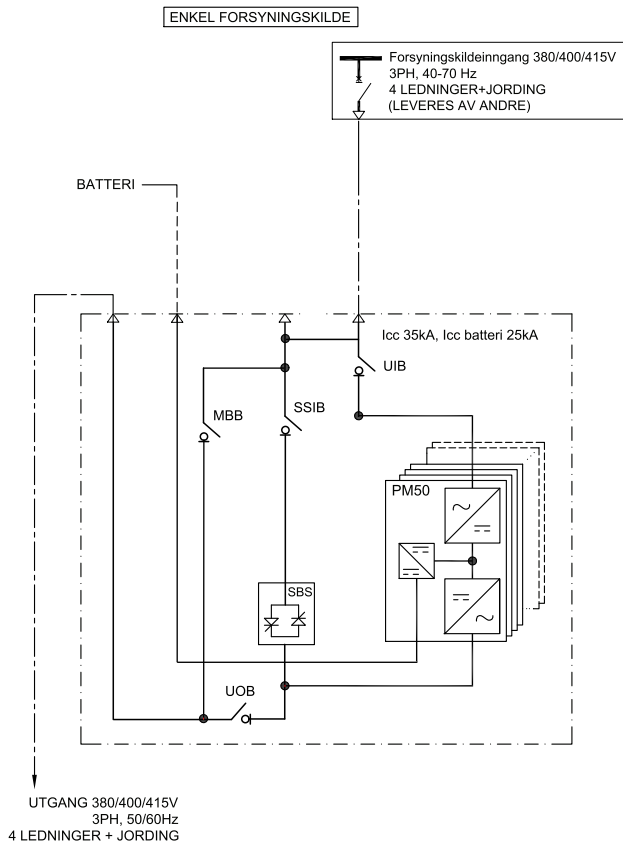 ENKEL FORSYNINGSKILDE
Forsyningskildeinngang 380/400/415V
3PH, 40-70 Hz
4 LEDNINGER+JORDING
(LEVERES AV ANDRE)
BATTERI
Icc 35kA, Icc batteri 25kA
UIB
MBB
SSIB
PM50
SBS
UOB
UTGANG 380/400/415V
3PH, 50/60Hz
4 LEDNINGER + JORDING